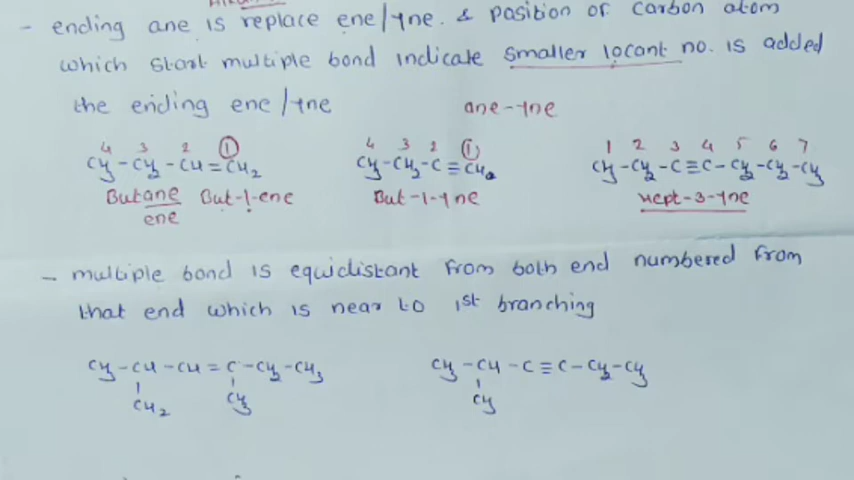 - ending ane is replace ene/yne. & position of carbon atom
which start multiple bond indicate smaller locant no. is added
the ending ene/yne
ane-yne
4 3 2 1
CH3-CH2-CH=CH2
Butane But-1-ene
ene
4 3 2 1
CH3-CH2-C≡CH2
But-1-yne
1 2 3 4 5 6 7
CH3-CH2-C≡C-CH2-CH2-CH3
Hept-3-yne
- multiple bond is equidistant from both end numbered from
that end which is near to 1st branching
CH3-CH-CH=C-CH2-CH3
CH2 CH3
CH3-CH-C≡C-CH2-CH3
CH3